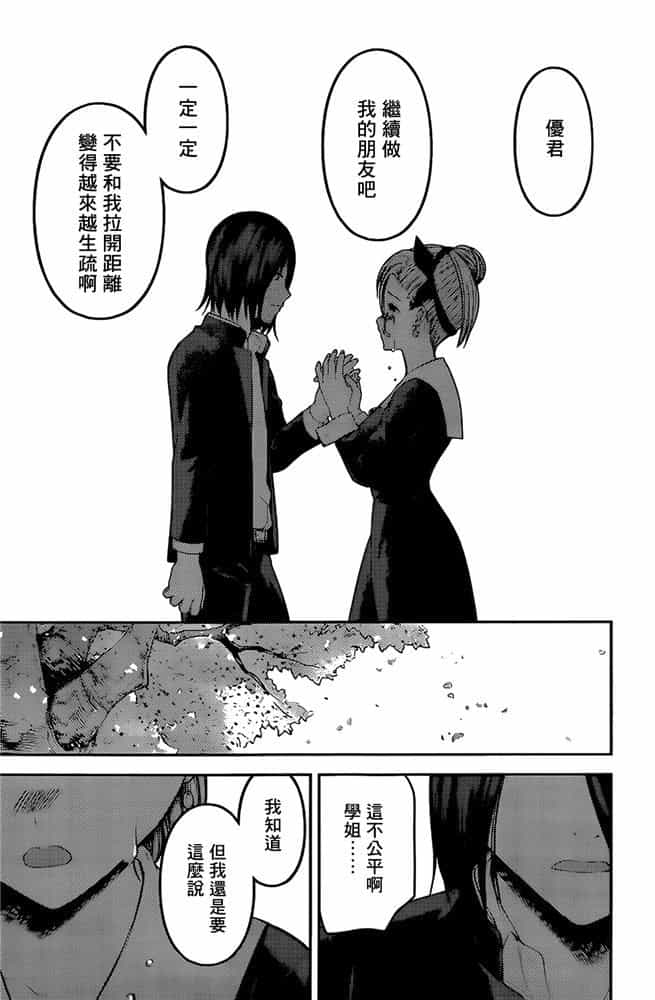 優君
繼續做
我的朋友吧
一定一定
不要和我拉開距離
變得越來越生疏啊
這不公平啊
學姐……
我知道
但我還是要
這麼說